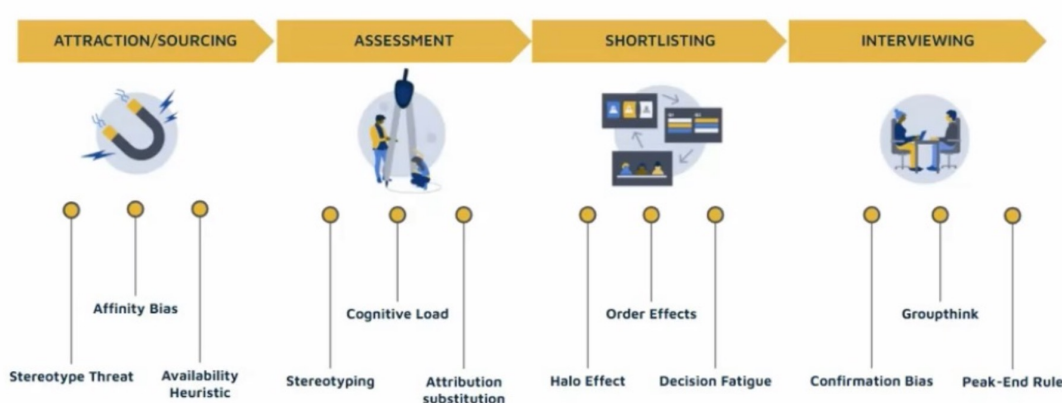 ATTRACTION/SOURCING
ASSESSMENT
SHORTLISTING
INTERVIEWING
Affinity Bias
Cognitive Load
Order Effects
Groupthink
Stereotype Threat
Availability
Heuristic
Stereotyping
Attribution
substitution
Halo Effect
Decision Fatigue
Confirmation Bias
Peak-End Rule